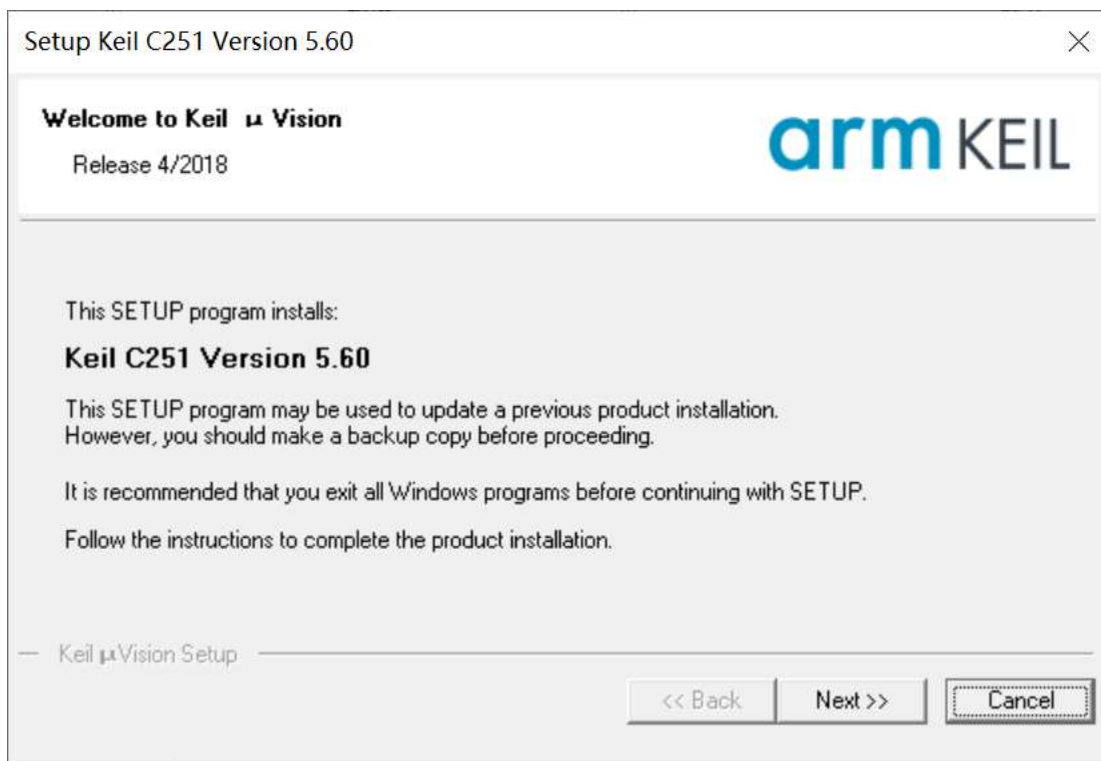 Setup Keil C251 Version 5.60
Welcome to Keil μ Vision
Release 4/2018
arm KEIL
This SETUP program installs:
Keil C251 Version 5.60
This SETUP program may be used to update a previous product installation.
However, you should make a backup copy before proceeding.
It is recommended that you exit all Windows programs before continuing with SETUP.
Follow the instructions to complete the product installation.
Keil μVision Setup
<< Back Next >> Cancel